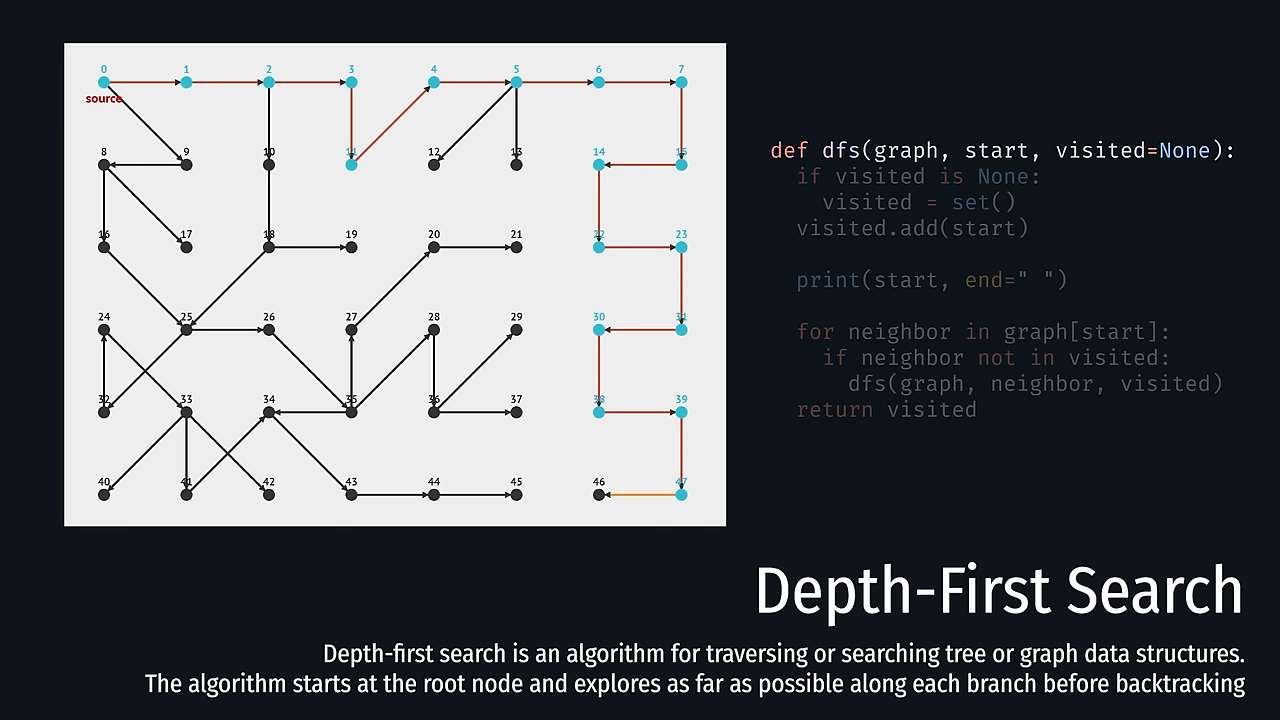 0 1 2 3 4 5 6 7
source
8 9 10 11 12 13 14 15
16 17 18 19 20 21 22 23
24 25 26 27 28 29 30 31
32 33 34 35 36 37 38 39
40 41 42 43 44 45 46 47
def dfs(graph, start, visited=None):
if visited is None:
visited = set()
visited.add(start)
print(start, end=" ")
for neighbor in graph[start]:
if neighbor not in visited:
dfs(graph, neighbor, visited)
return visited
Depth-First Search
Depth-first search is an algorithm for traversing or searching tree or graph data structures.
The algorithm starts at the root node and explores as far as possible along each branch before backtracking